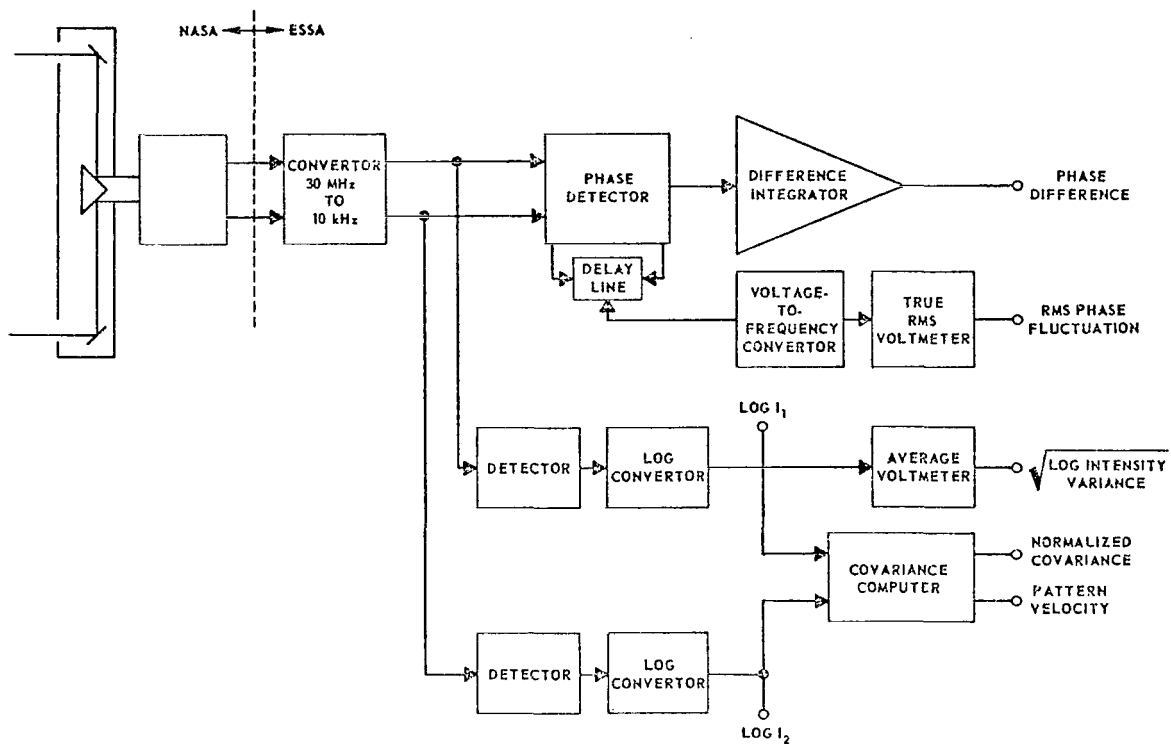 NASA ESSA
CONVERTOR
30 MHz
TO
10 kHz
PHASE
DETECTOR
DIFFERENCE
INTEGRATOR
PHASE
DIFFERENCE
DELAY
LINE
VOLTAGE-
TO-
FREQUENCY
CONVERTOR
TRUE
RMS
VOLTMETER
RMS PHASE
FLUCTUATION
LOG I₁
DETECTOR
LOG
CONVERTOR
AVERAGE
VOLTMETER
√LOG INTENSITY
VARIANCE
COVARIANCE
COMPUTER
NORMALIZED
COVARIANCE
PATTERN
VELOCITY
DETECTOR
LOG
CONVERTOR
LOG I₂